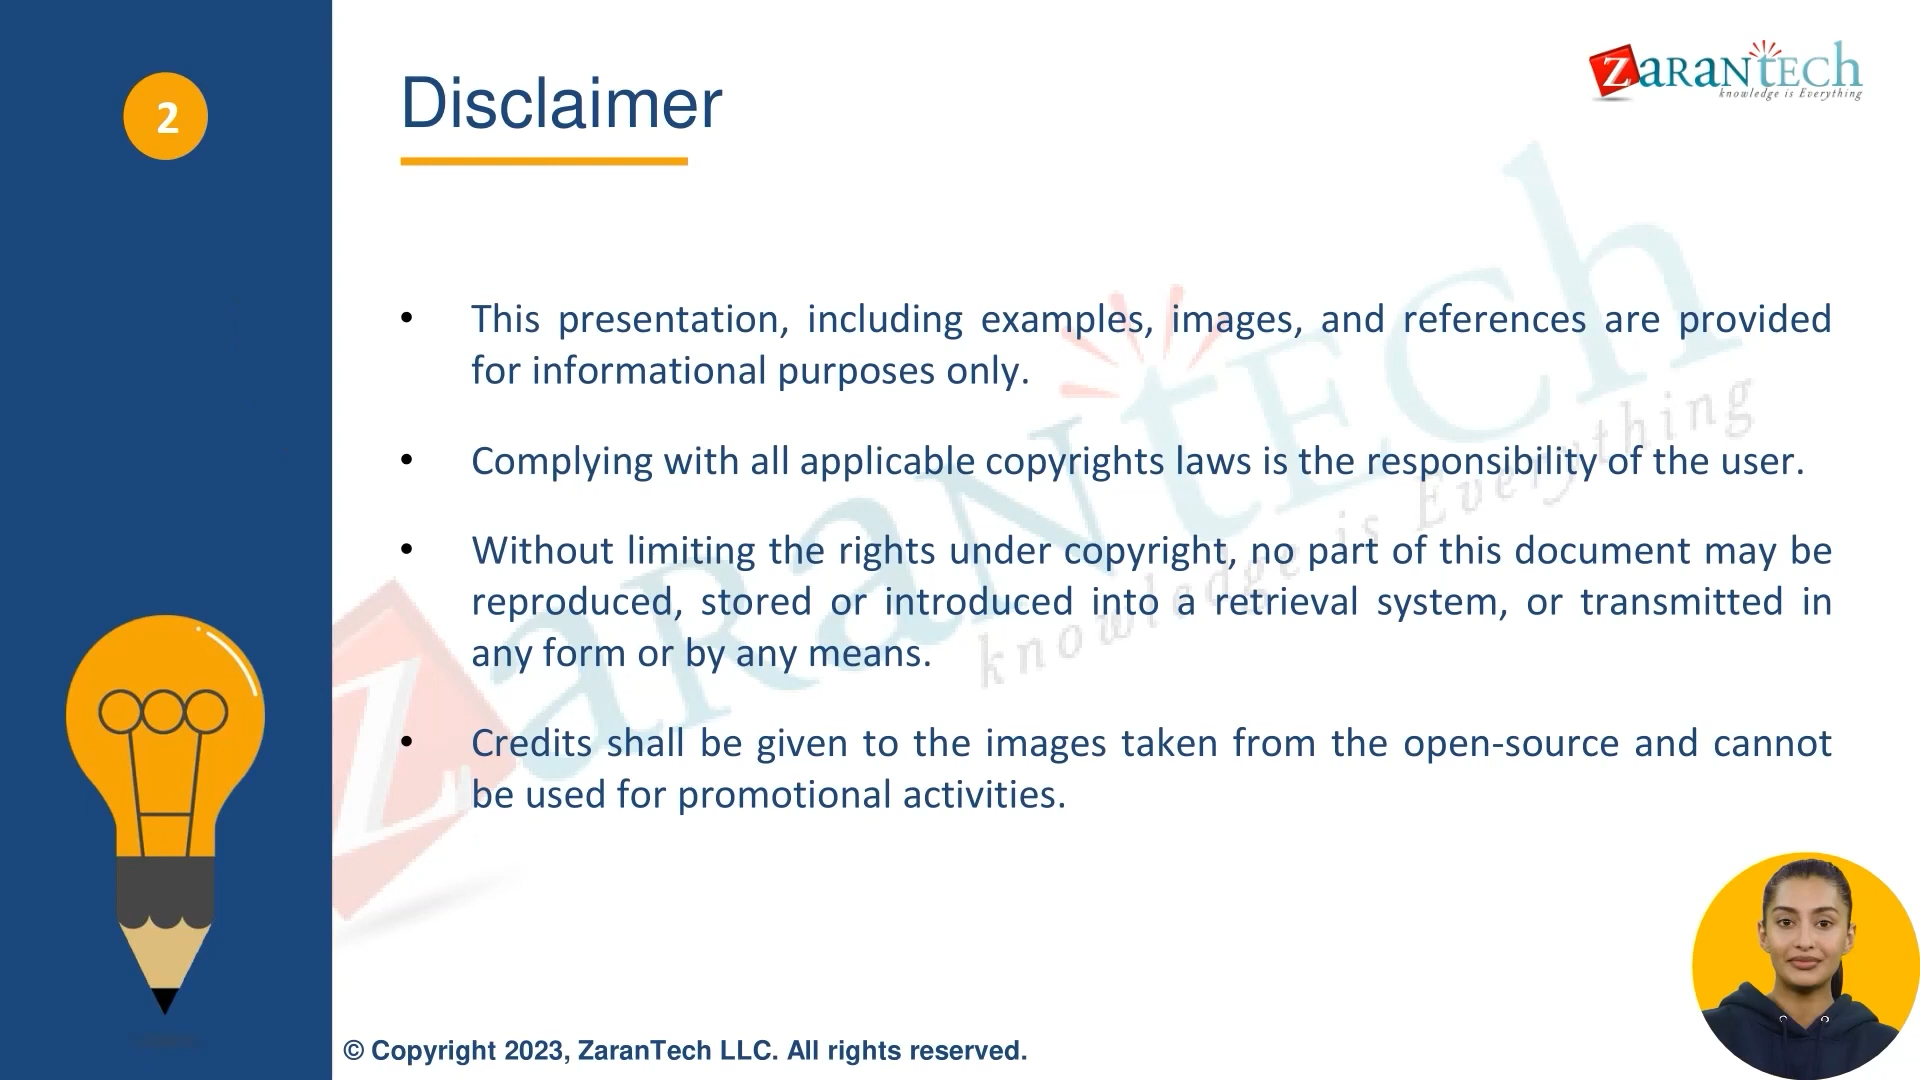 2
Disclaimer
ZaranTech
knowledge is Everything
• This presentation, including examples, images, and references are provided
for informational purposes only.
• Complying with all applicable copyrights laws is the responsibility of the user.
• Without limiting the rights under copyright, no part of this document may be
reproduced, stored or introduced into a retrieval system, or transmitted in
any form or by any means.
• Credits shall be given to the images taken from the open-source and cannot
be used for promotional activities.
ZaranTech
knowledge is Everything
© Copyright 2023, ZaranTech LLC. All rights reserved.